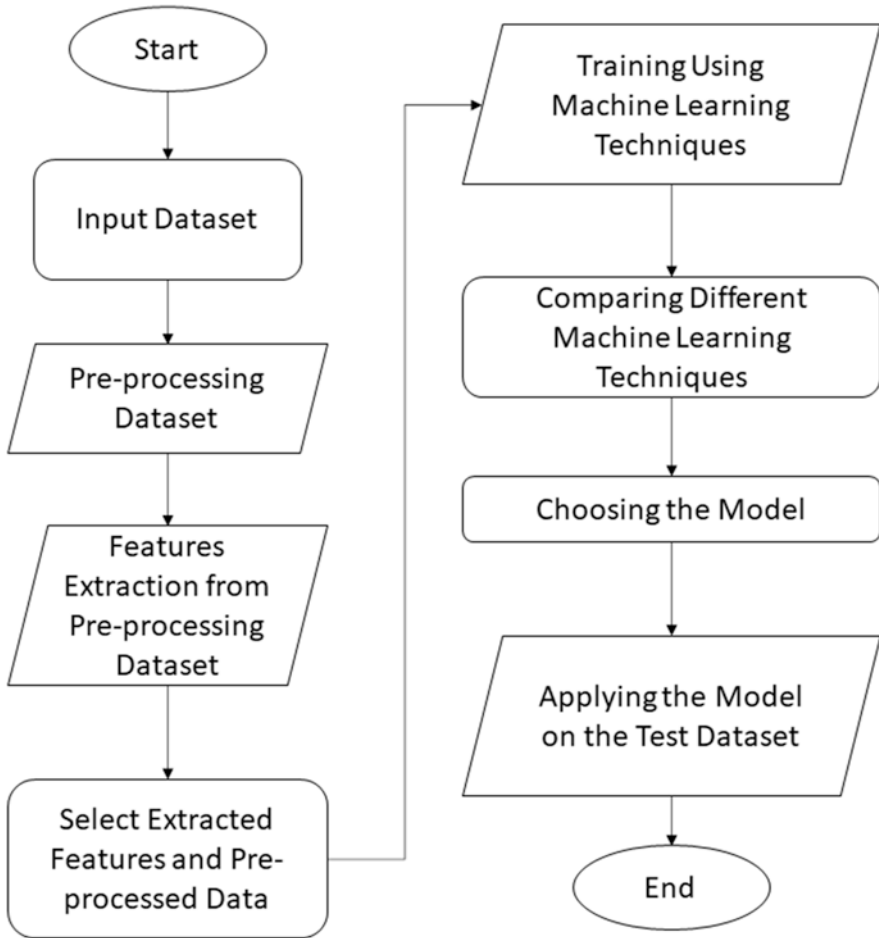 Start
Input Dataset
Pre-processing
Dataset
Features
Extraction from
Pre-processing
Dataset
Select Extracted
Features and Pre-
processed Data
Training Using
Machine Learning
Techniques
Comparing Different
Machine Learning
Techniques
Choosing the Model
Applying the Model
on the Test Dataset
End